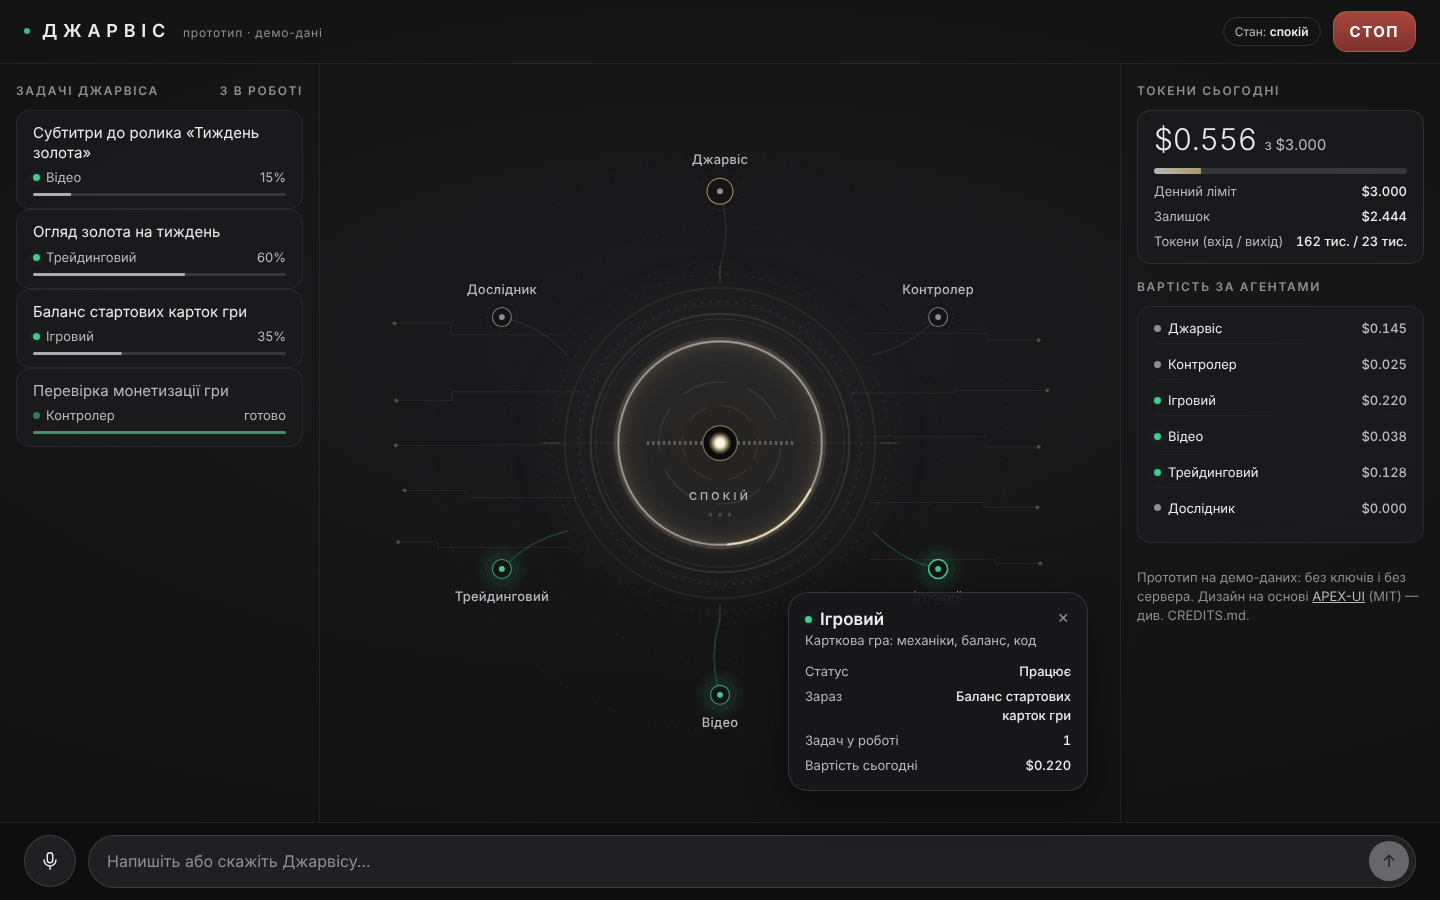 ДЖАРВІС
прототип · демо-дані
Стан: спокій
СТОП
ЗАДАЧІ ДЖАРВІСА
3 В РОБОТІ
Субтитри до ролика «Тиждень
золота»
Відео
15%
Огляд золота на тиждень
Трейдинговий
60%
Баланс стартових карток гри
Ігровий
35%
Перевірка монетизації гри
Контролер
готово
Джарвіс
Дослідник
Контролер
СПОКІЙ
Трейдинговий
Ігровий
Відео
Ігровий
×
Карткова гра: механіки, баланс, код
Статус
Працює
Зараз
Баланс стартових
карток гри
Задач у роботі
1
Вартість сьогодні
$0.220
ТОКЕНИ СЬОГОДНІ
$0.556 з $3.000
Денний ліміт
$3.000
Залишок
$2.444
Токени (вхід / вихід)
162 тис. / 23 тис.
ВАРТІСТЬ ЗА АГЕНТАМИ
Джарвіс
$0.145
Контролер
$0.025
Ігровий
$0.220
Відео
$0.038
Трейдинговий
$0.128
Дослідник
$0.000
Прототип на демо-даних: без ключів і без
сервера. Дизайн на основі APEX-UI (MIT) —
див. CREDITS.md.
Напишіть або скажіть Джарвісу...